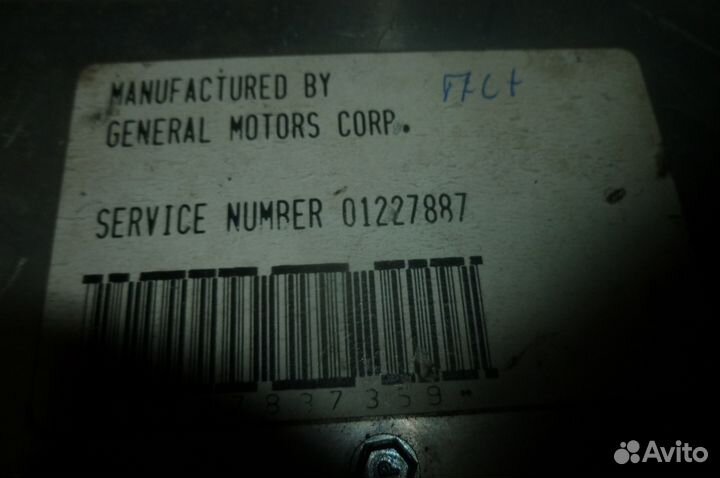 MANUFACTURED BY
GENERAL MOTORS CORP.
SERVICE NUMBER 01227887
Avito